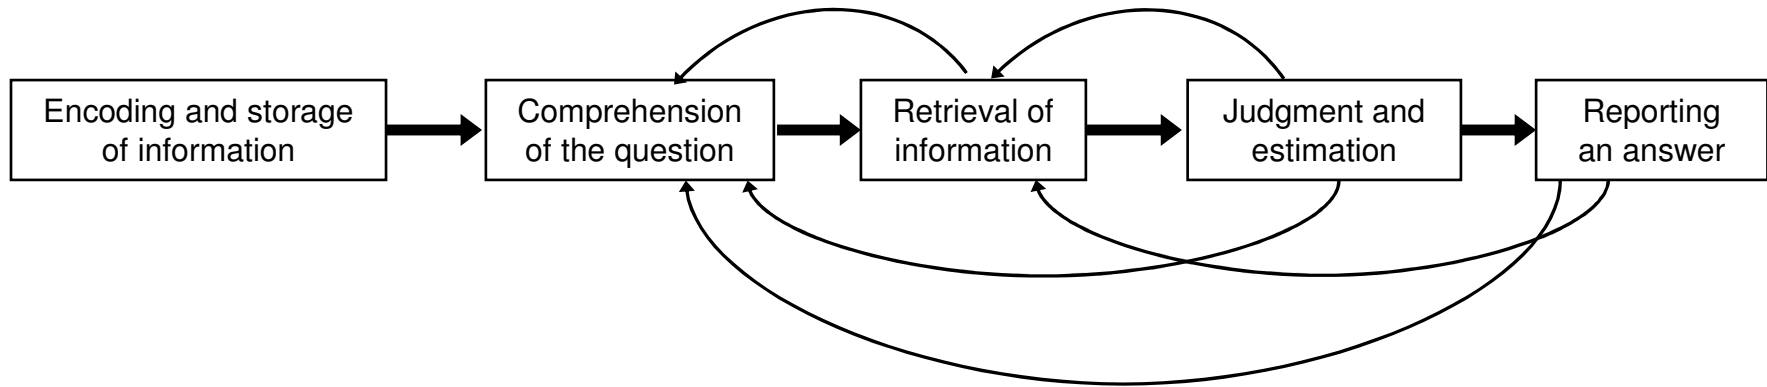 Encoding and storage
of information
Comprehension
of the question
Retrieval of
information
Judgment and
estimation
Reporting
an answer